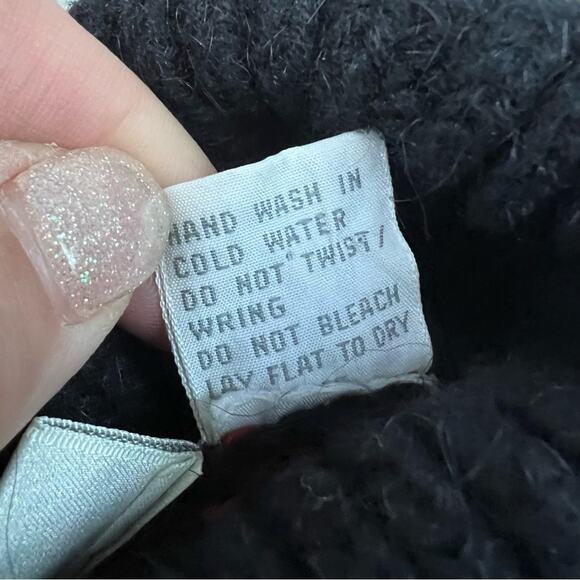 HAND WASH IN
COLD WATER
DO NOT TWIST/
WRING
DO NOT BLEACH
LAY FLAT TO DRY